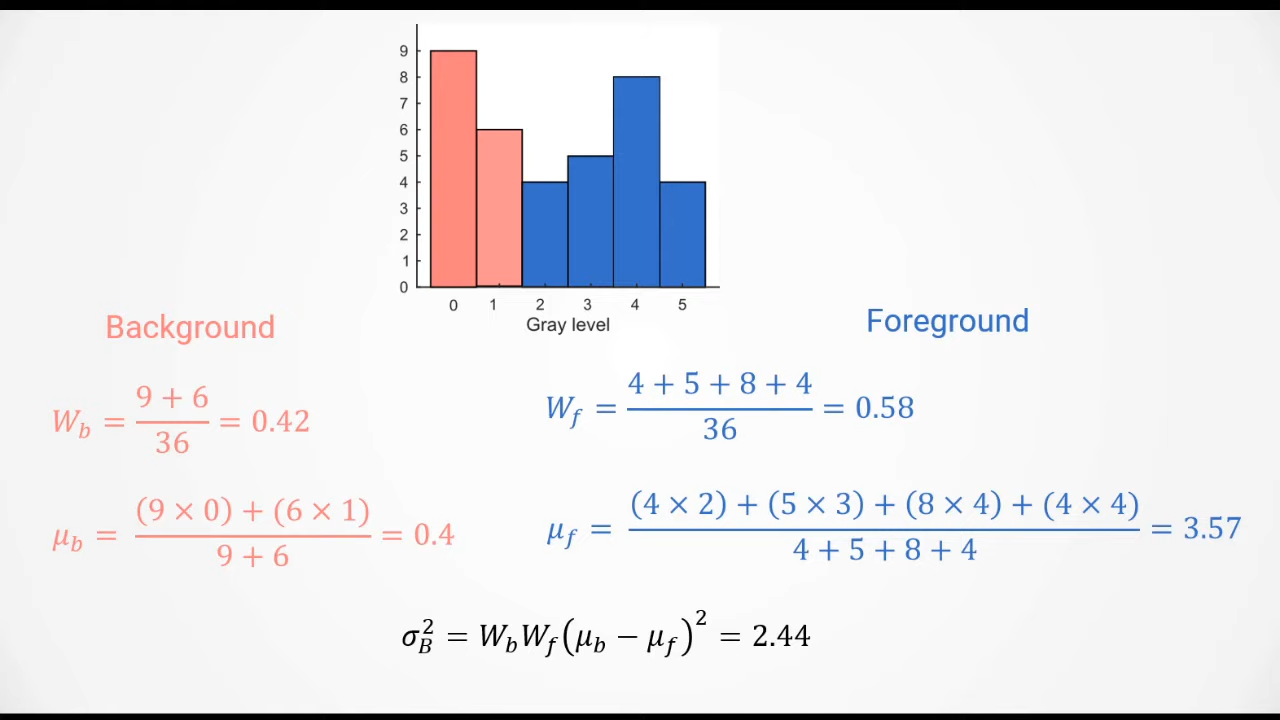 9
8
7
6
5
4
3
2
1
0
0 1 2 3 4 5
Gray level
Background
Foreground
W_b = (9 + 6)/36 = 0.42
W_f = (4 + 5 + 8 + 4)/36 = 0.58
μ_b = ((9 × 0) + (6 × 1))/(9 + 6) = 0.4
μ_f = ((4 × 2) + (5 × 3) + (8 × 4) + (4 × 4))/(4 + 5 + 8 + 4) = 3.57
σ_B^2 = W_bW_f(μ_b − μ_f)^2 = 2.44